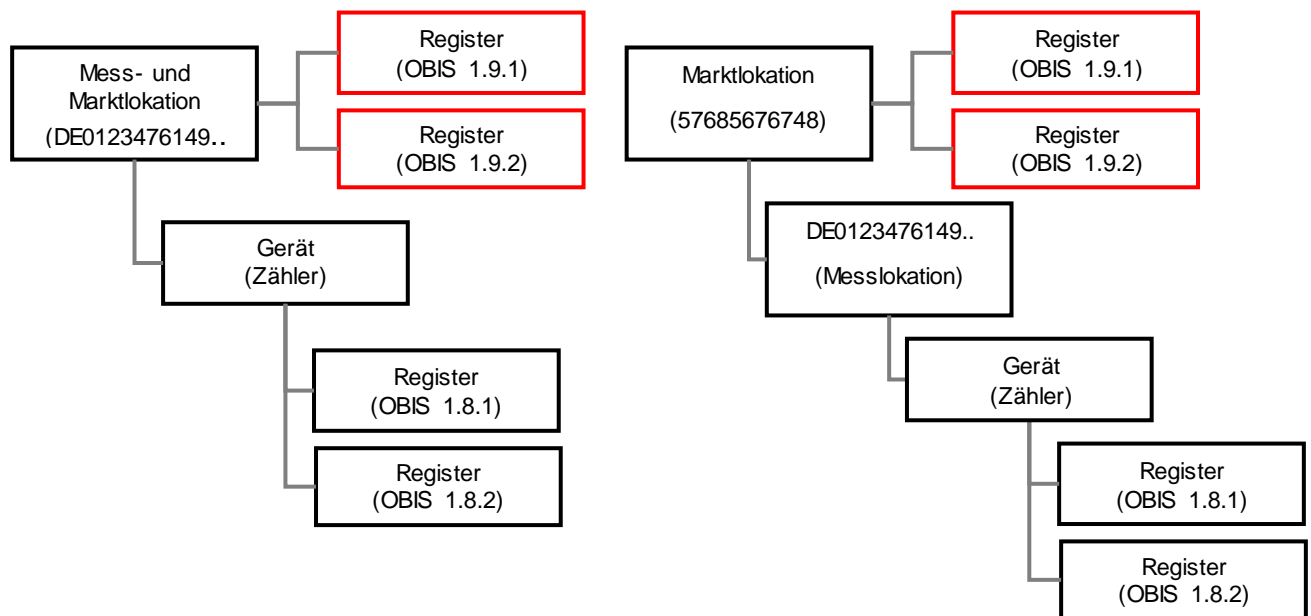 Mess- und
Marktlokation
(DE0123476149..
Register
(OBIS 1.9.1)
Register
(OBIS 1.9.2)
Gerät
(Zähler)
Register
(OBIS 1.8.1)
Register
(OBIS 1.8.2)
Marktlokation
(57685676748)
Register
(OBIS 1.9.1)
Register
(OBIS 1.9.2)
DE0123476149..
(Messlokation)
Gerät
(Zähler)
Register
(OBIS 1.8.1)
Register
(OBIS 1.8.2)